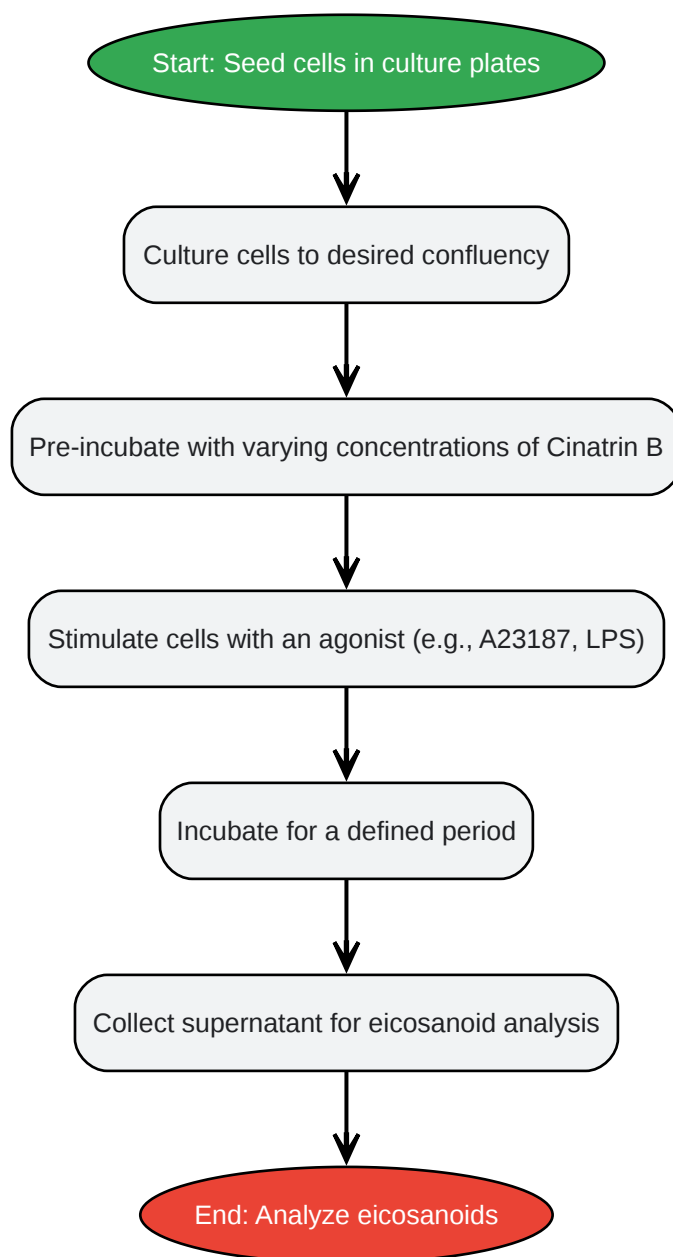 Start: Seed cells in culture plates
Culture cells to desired confluency
Pre-incubate with varying concentrations of Cinatrin B
Stimulate cells with an agonist (e.g., A23187, LPS)
Incubate for a defined period
Collect supernatant for eicosanoid analysis
End: Analyze eicosanoids